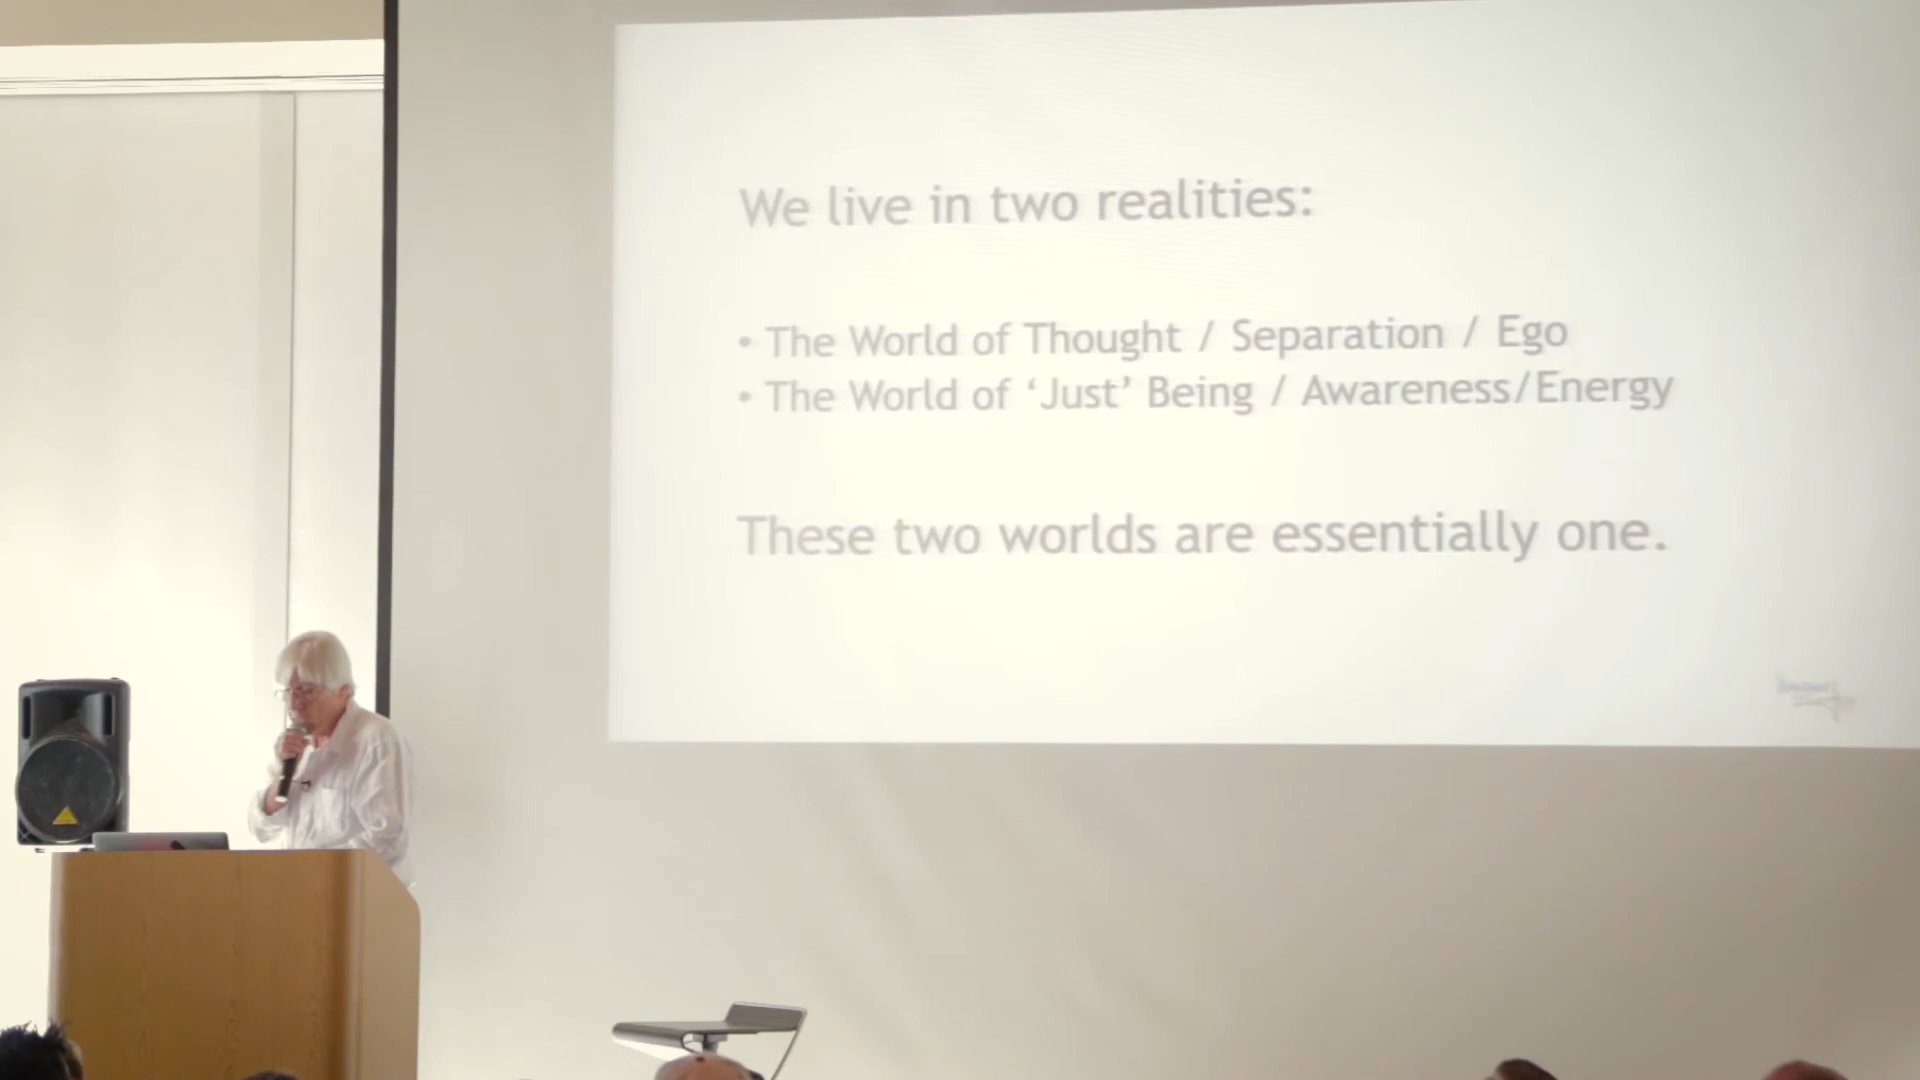 We live in two realities:
• The World of Thought / Separation / Ego
• The World of ‘Just’ Being / Awareness/Energy
These two worlds are essentially one.